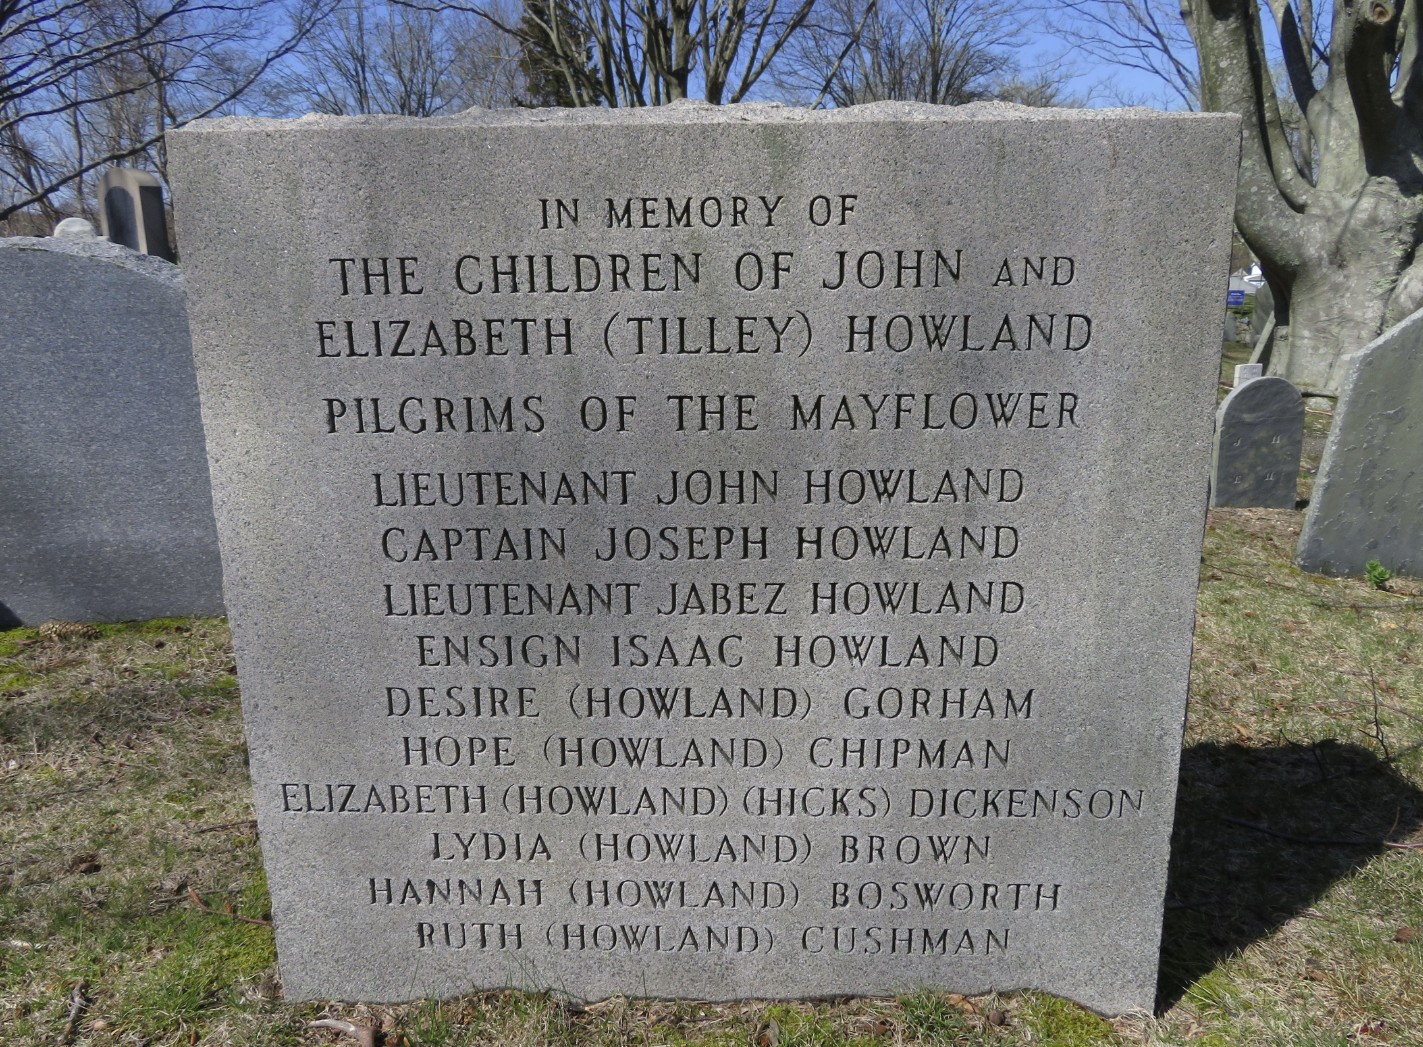 IN MEMORY OF
THE CHILDREN OF JOHN AND
ELIZABETH (TILLEY) HOWLAND
PILGRIMS OF THE MAYFLOWER
LIEUTENANT JOHN HOWLAND
CAPTAIN JOSEPH HOWLAND
LIEUTENANT JABEZ HOWLAND
ENSIGN ISAAC HOWLAND
DESIRE (HOWLAND) GORHAM
HOPE (HOWLAND) CHIPMAN
ELIZABETH (HOWLAND) (HICKS) DICKENSON
LYDIA (HOWLAND) BROWN
HANNAH (HOWLAND) BOSWORTH
RUTH (HOWLAND) CUSHMAN